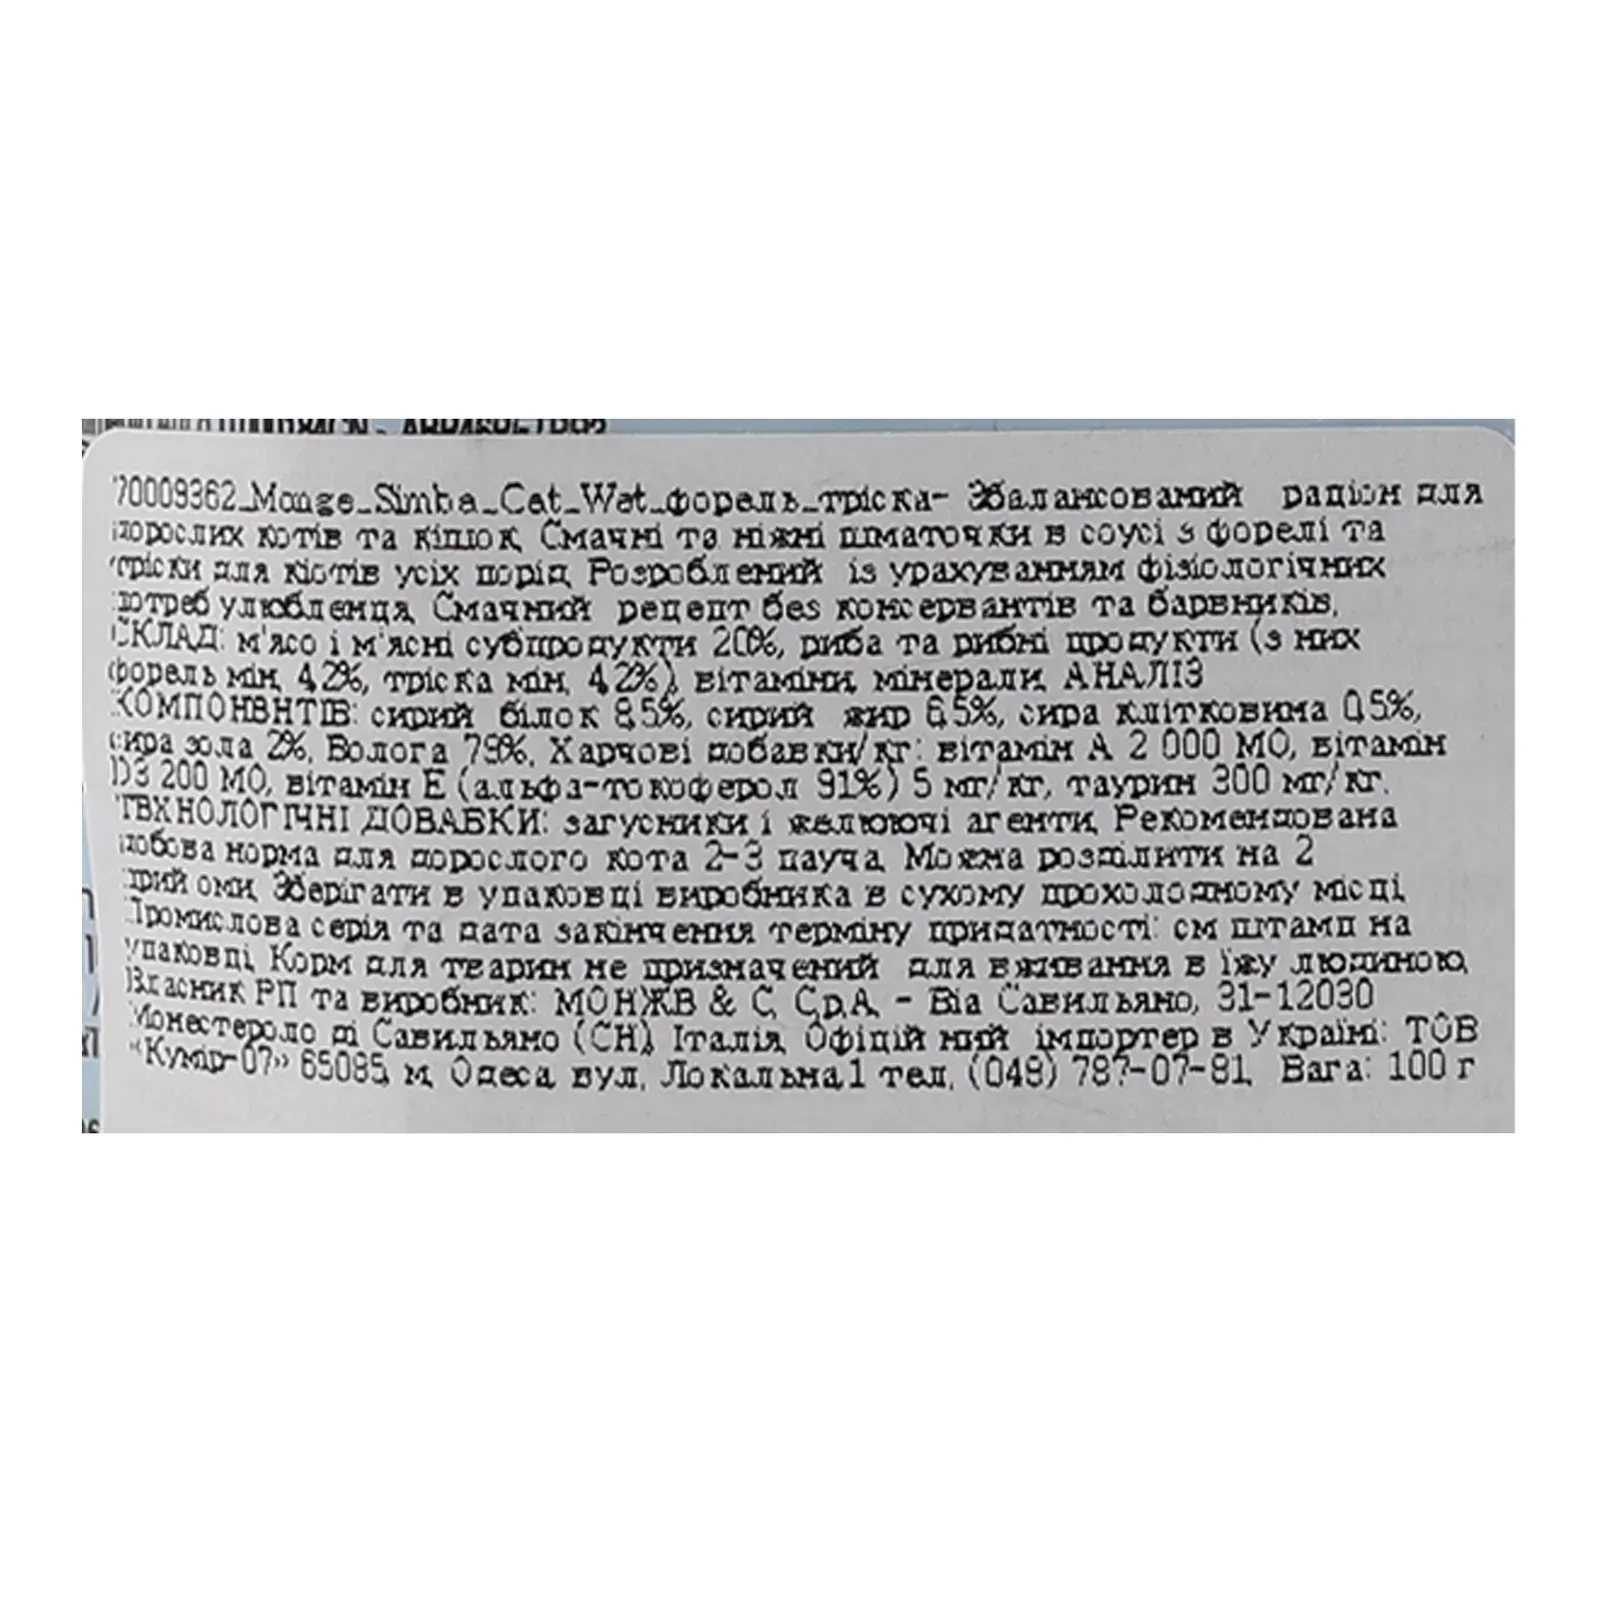 70009362_Monge_Simba_Cat_Wet_форель_тріска- Збалансований раціон для
дорослих котів та кішок. Смачні та ніжні шматочки в соусі з форелі та
тріски для котів усіх порід. Розроблений із урахуванням фізіологічних
потреб улюбленця. Смачний рецепт без консервантів та барвників.
СКЛАД: м'ясо і м'ясні субпродукти 20%, риба та рибні продукти (з них
форель мін. 4,2%, тріска мін. 4,2%), вітаміни, мінерали. АНАЛІЗ
КОМПОНЕНТІВ: сирий білок 8,5%, сирий жир 6,5%, сира клітковина 0,5%,
сира зола 2%, Волога 79%. Харчові добавки/кг: вітамін А 2 000 МО, вітамін
D3 200 МО, вітамін Е (альфа-токоферол 91%) 5 мг/кг, таурин 300 мг/кг.
ТЕХНОЛОГІЧНІ ДОБАВКИ: загусники і желюючі агенти. Рекомендована
добова норма для дорослого кота 2-3 пауча. Можна розділити на 2
прийоми. Зберігати в упаковці виробника в сухому прохолодному місці.
Промислова серія та дата закінчення терміну придатності: см штамп на
упаковці. Корм для тварин не призначений для вживання в їжу людиною.
Власник РП та виробник: МОНЖЕ & С. С.р.А. - Віа Савильяно, 31-12030
Монестероло ді Савильяно (CH), Італія. Офіційний імпортер в Україні: ТОВ
«Кумір-07» 65085, м. Одеса, вул. Локальна,1 тел. (048) 787-07-81. Вага: 100 г